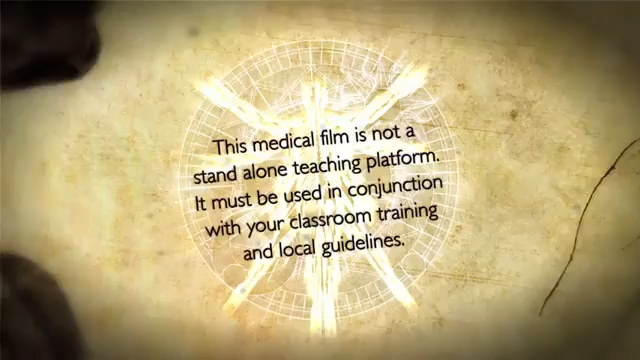 This medical film is not a
stand alone teaching platform.
It must be used in conjunction
with your classroom training
and local guidelines.